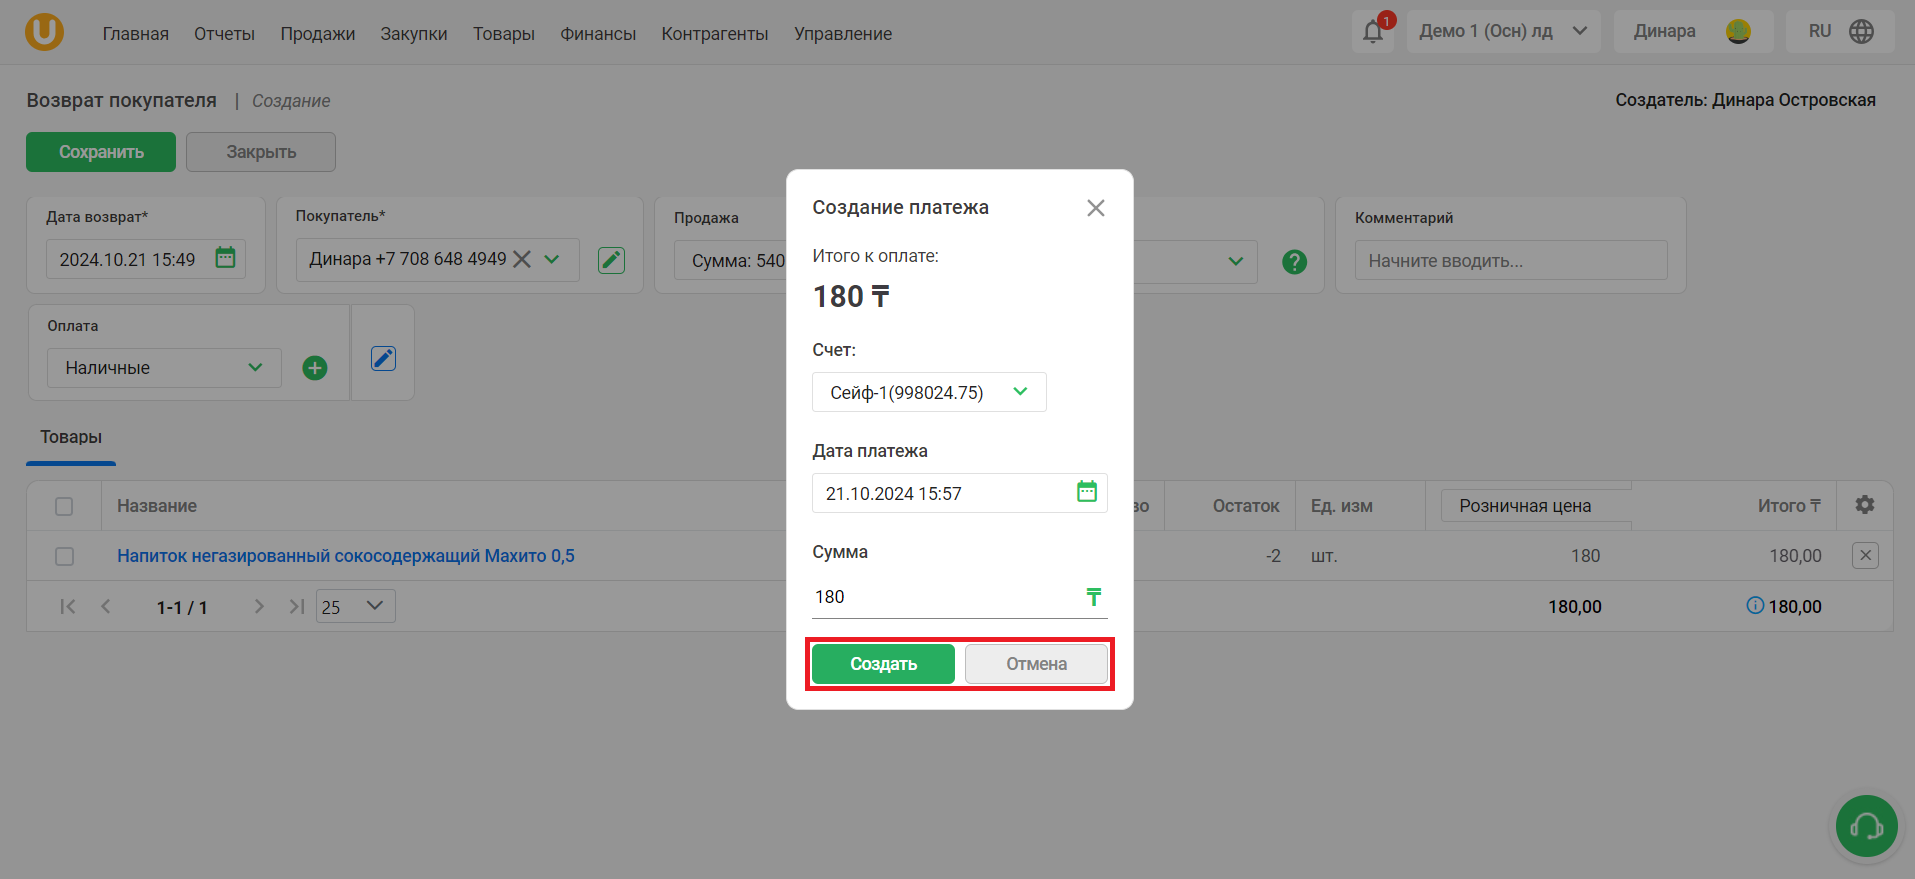 Главная Отчеты Продажи Закупки Товары Финансы Контрагенты Управление 1 Демо 1 (Осн) лд Динара RU
Возврат покупателя | Создание Создатель: Динара Островская
Сохранить Закрыть
Дата возврат* Покупатель* Продажа Комментарий
2024.10.21 15:49 Динара +7 708 648 4949 Сумма: 540 Начните вводить...
Оплата
Наличные
Товары
Название во Остаток Ед. изм Розничная цена Итого ₸
Напиток негазированный сокосодержащий Махито 0,5 -2 шт. 180 180,00
1-1 / 1 25 180,00 180,00
Создание платежа
Итого к оплате:
180 ₸
Счет:
Сейф-1(998024.75)
Дата платежа
21.10.2024 15:57
Сумма
180 ₸
Создать Отмена